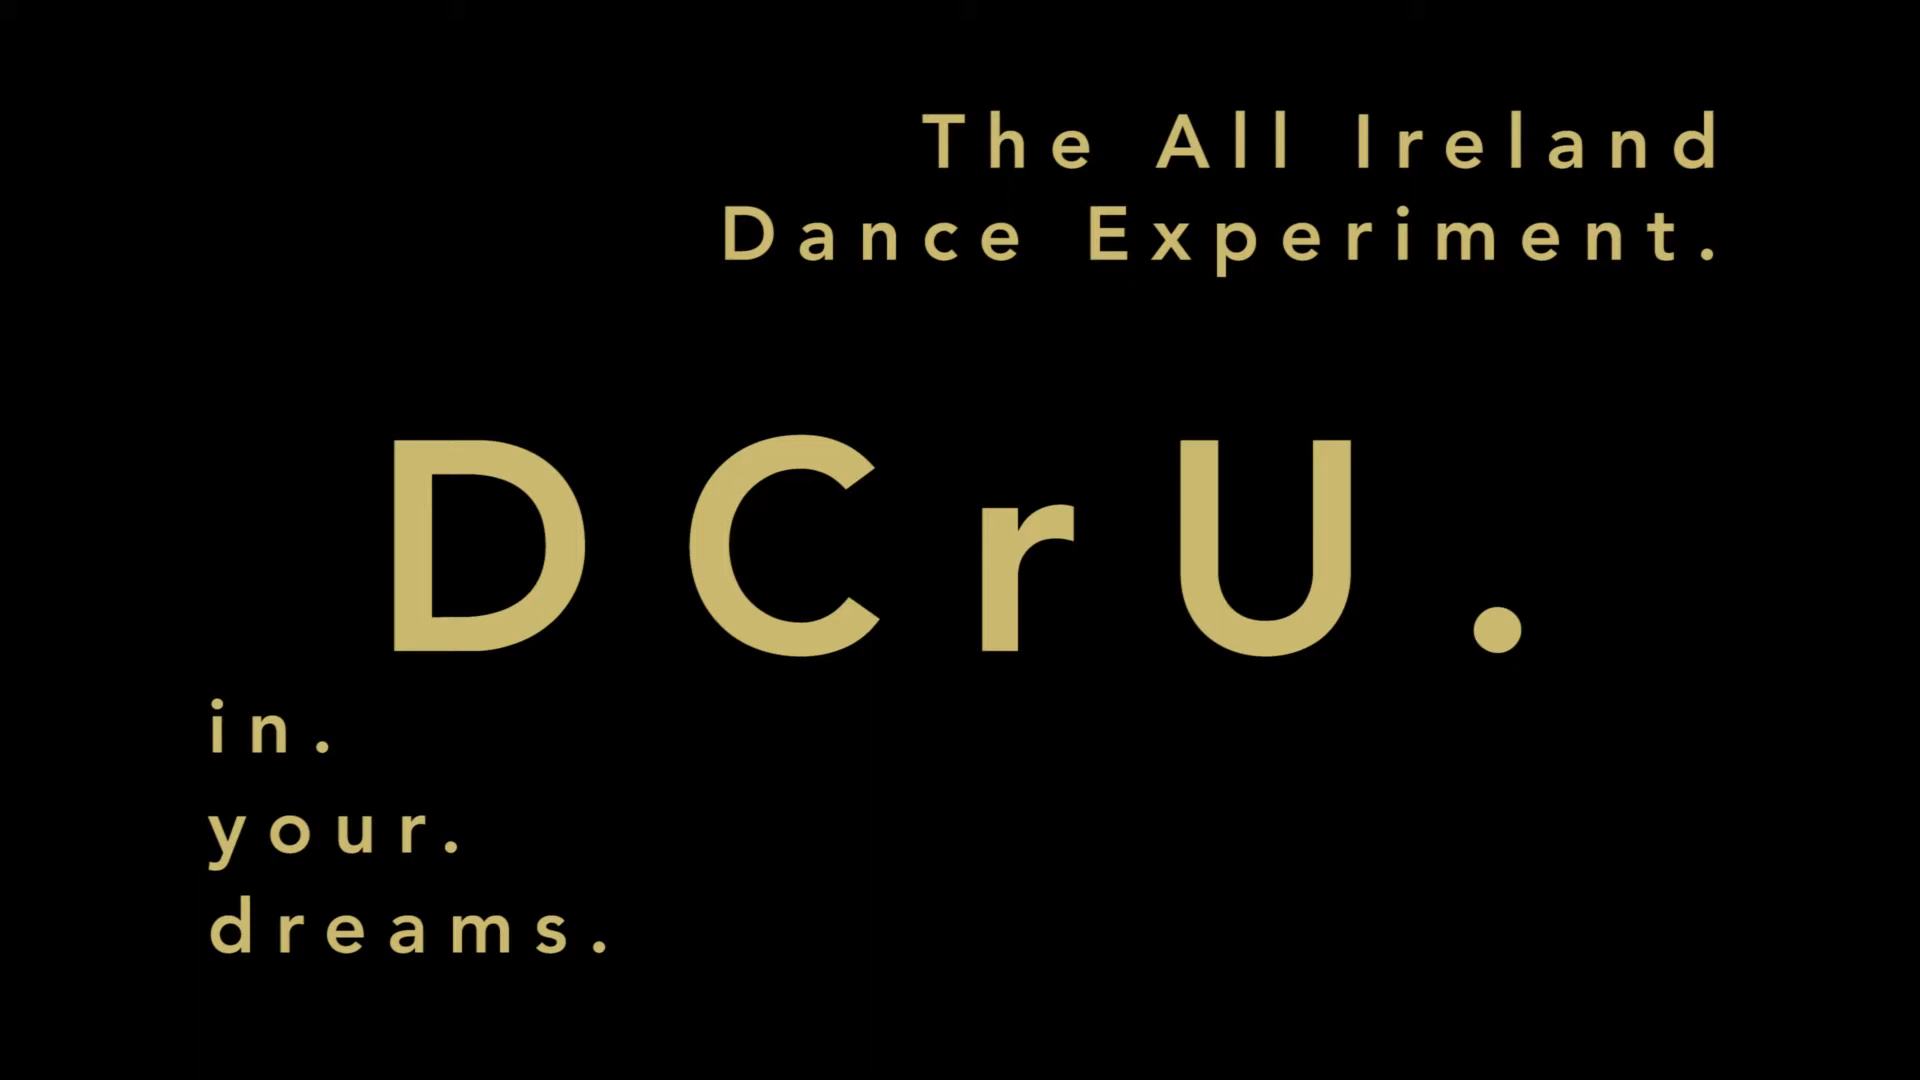 The All Ireland
Dance Experiment.
DCrU.
in.
your.
dreams.